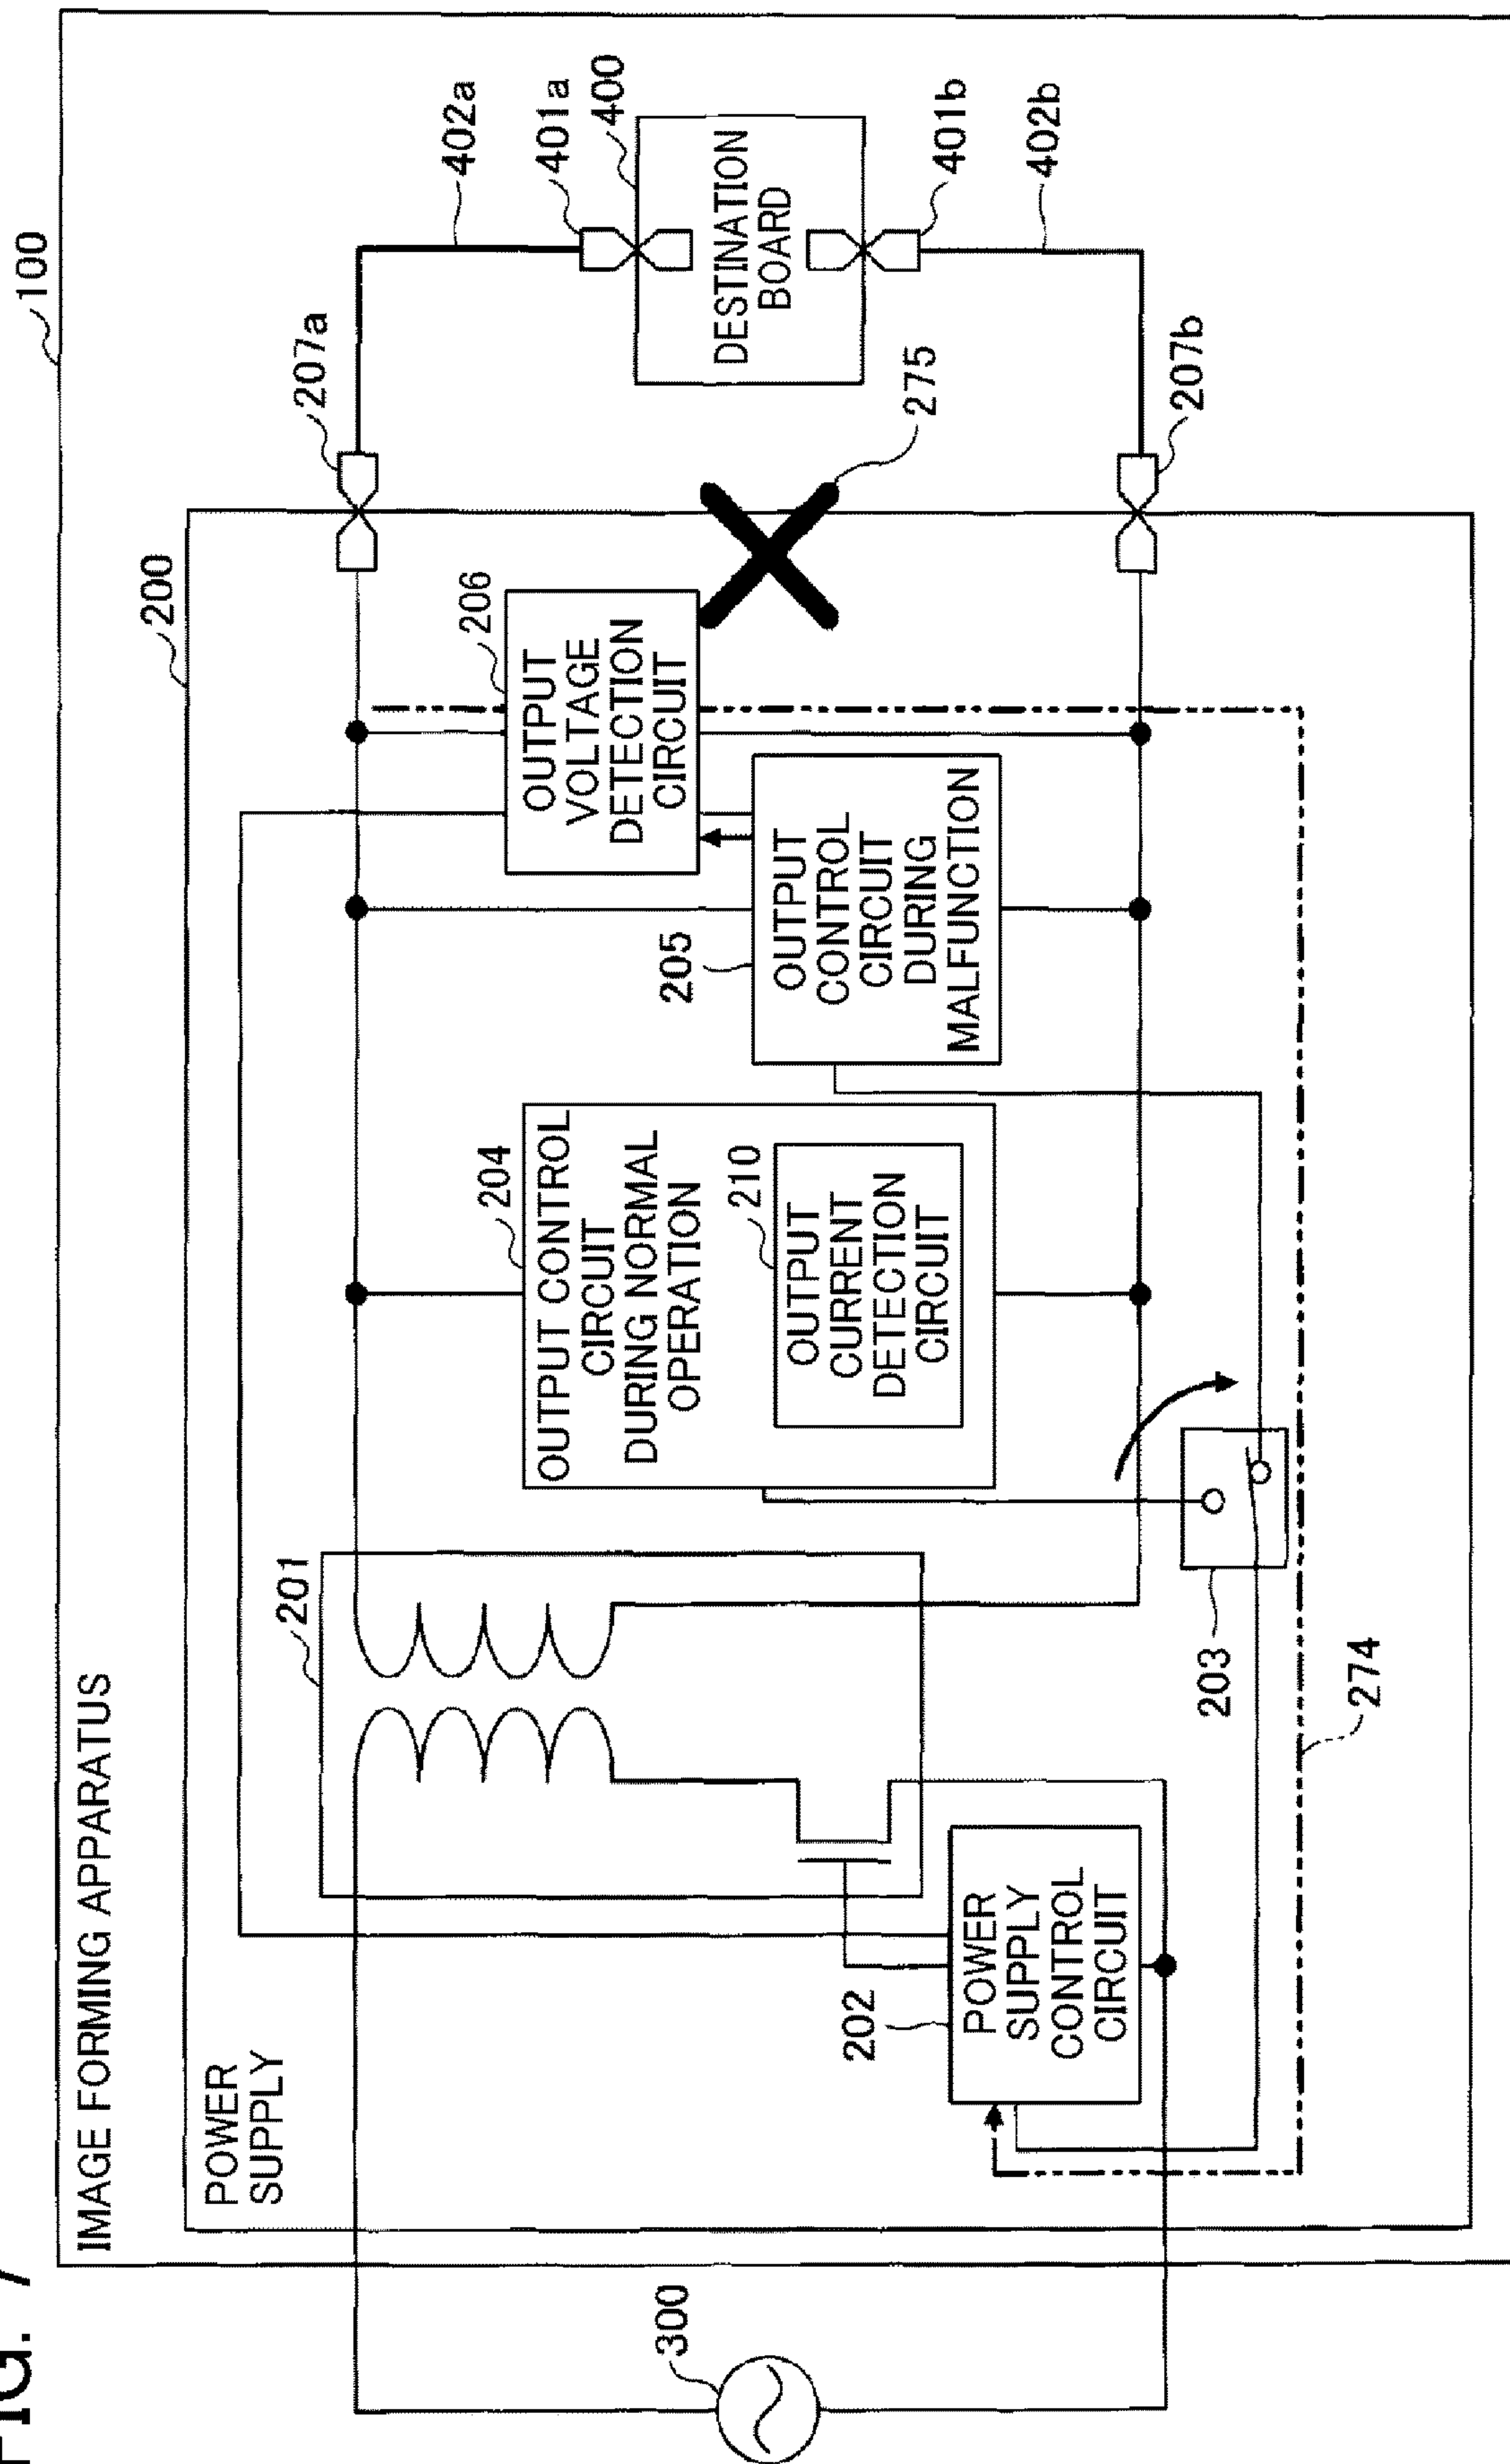 FIG. 7
IMAGE FORMING APPARATUS
100
POWER
SUPPLY
200
300
201
202
POWER
SUPPLY
CONTROL
CIRCUIT
203
274
204
OUTPUT CONTROL
CIRCUIT
DURING NORMAL
OPERATION
210
OUTPUT
CURRENT
DETECTION
CIRCUIT
205
OUTPUT
CONTROL
CIRCUIT
DURING
MALFUNCTION
206
OUTPUT
VOLTAGE
DETECTION
CIRCUIT
275
207a
207b
402a
401a
400
DESTINATION
BOARD
401b
402b